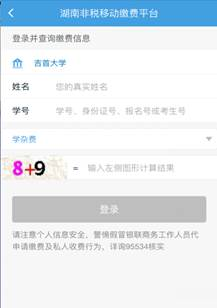 湖南非税移动缴费平台
登录并查询缴费信息
吉首大学
姓名 您的真实姓名
学号 学号、身份证号、报名号或考生号
学杂费
8+9 = 输入左侧图形计算结果
登录
请注意个人信息安全，警惕假冒银联商务工作人员代
申请缴费及私人收费行为，详询95534核实